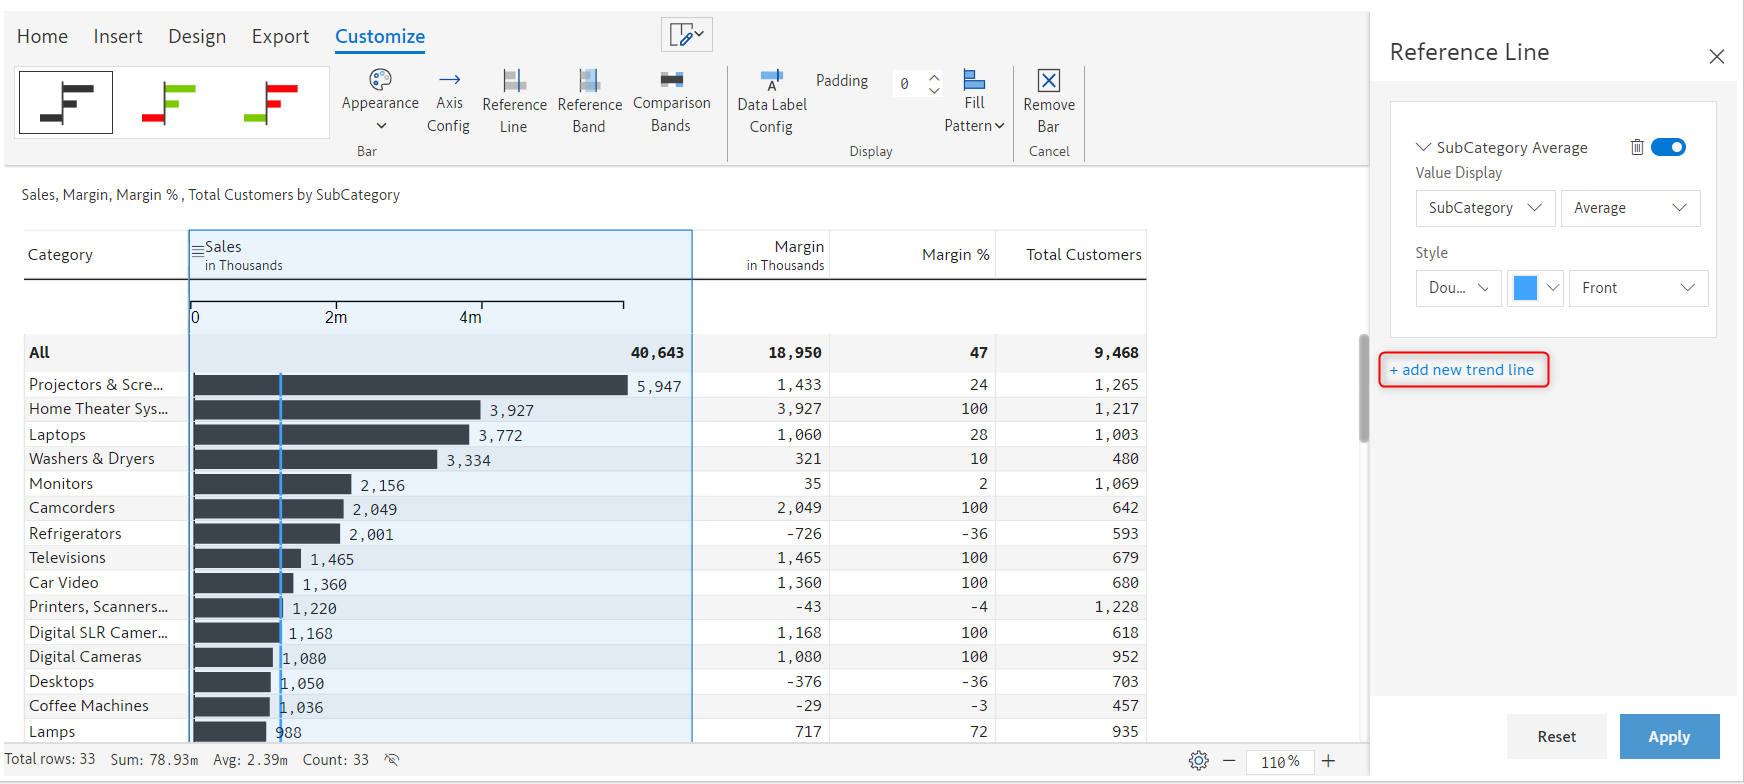 Home Insert Design Export Customize
Appearance Axis Config Reference Line Reference Band Comparison Bands
Bar
Data Label Config Padding 0 Fill Pattern
Display
Remove Bar
Cancel
Sales, Margin, Margin % , Total Customers by SubCategory
Category Sales in Thousands Margin in Thousands Margin % Total Customers
0 2m 4m
All 40,643 18,950 47 9,468
Projectors & Scre... 5,947 1,433 24 1,265
Home Theater Sys... 3,927 3,927 100 1,217
Laptops 3,772 1,060 28 1,003
Washers & Dryers 3,334 321 10 480
Monitors 2,156 35 2 1,069
Camcorders 2,049 2,049 100 642
Refrigerators 2,001 -726 -36 593
Televisions 1,465 1,465 100 679
Car Video 1,360 1,360 100 680
Printers, Scanners... 1,220 -43 -4 1,228
Digital SLR Camer... 1,168 1,168 100 618
Digital Cameras 1,080 1,080 100 952
Desktops 1,050 -376 -36 703
Coffee Machines 1,036 -29 -3 457
Lamps 988 717 72 935
Total rows: 33 Sum: 78.93m Avg: 2.39m Count: 33
110%
Reference Line
SubCategory Average
Value Display
SubCategory Average
Style
Dou... Front
+ add new trend line
Reset Apply